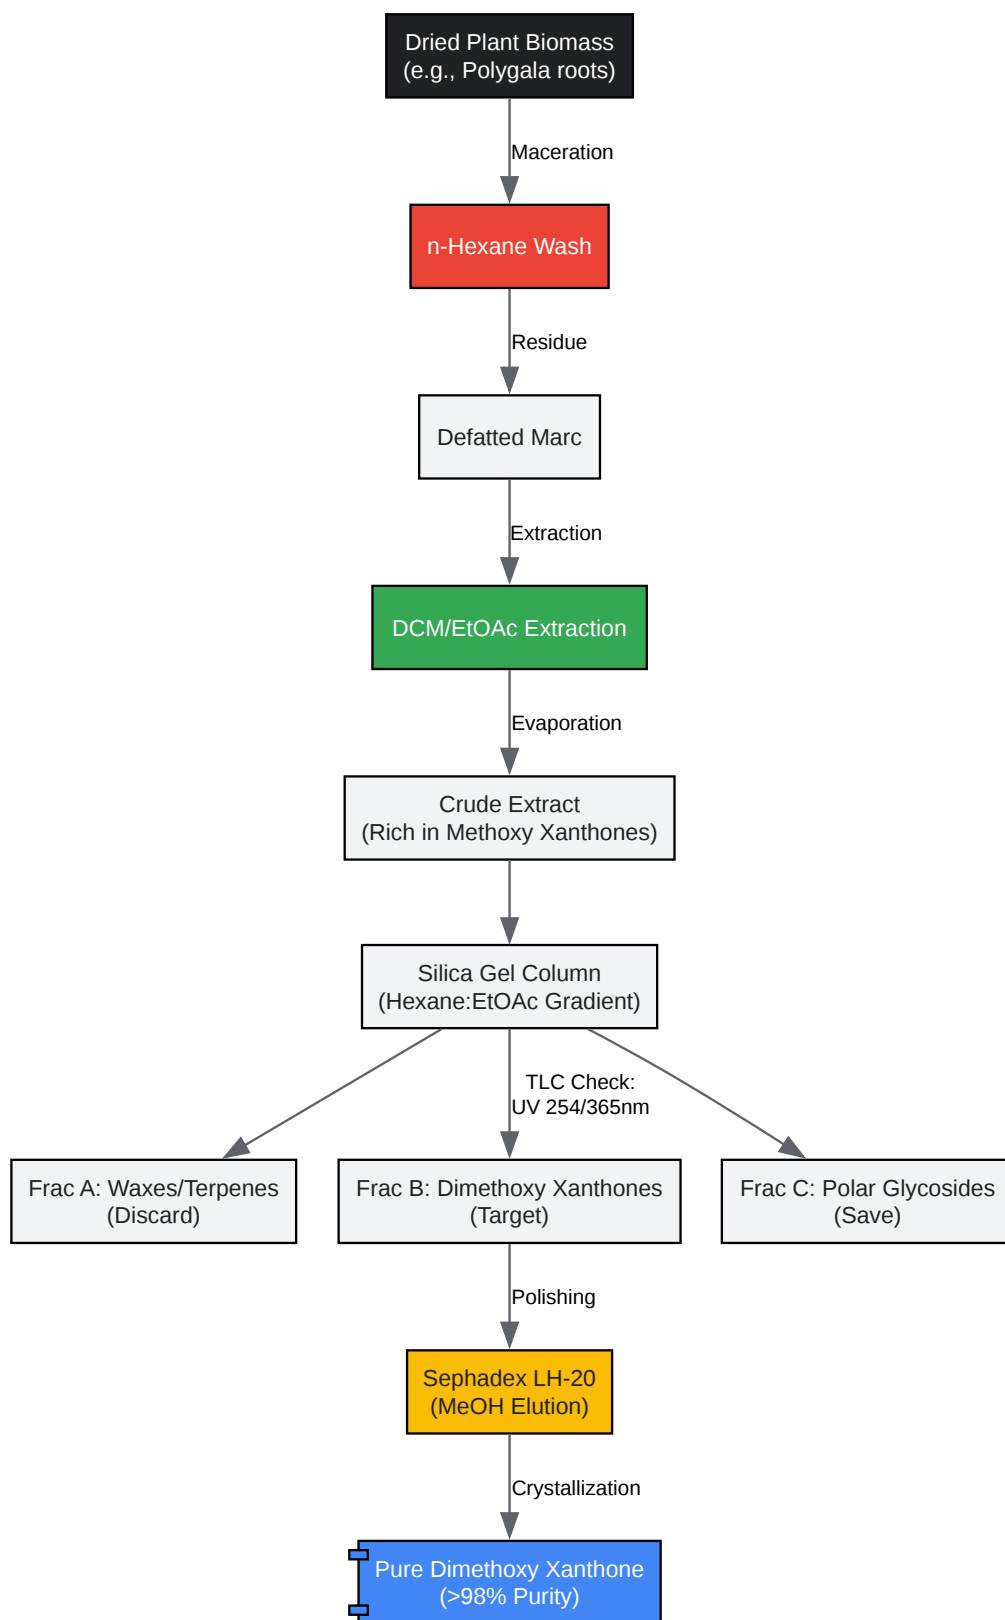 Dried Plant Biomass
(e.g., Polygala roots)
Maceration
n-Hexane Wash
Residue
Defatted Marc
Extraction
DCM/EtOAc Extraction
Evaporation
Crude Extract
(Rich in Methoxy Xanthones)
Silica Gel Column
(Hexane:EtOAc Gradient)
TLC Check:
UV 254/365nm
Frac A: Waxes/Terpenes
(Discard)
Frac B: Dimethoxy Xanthones
(Target)
Frac C: Polar Glycosides
(Save)
Polishing
Sephadex LH-20
(MeOH Elution)
Crystallization
Pure Dimethoxy Xanthone
(>98% Purity)